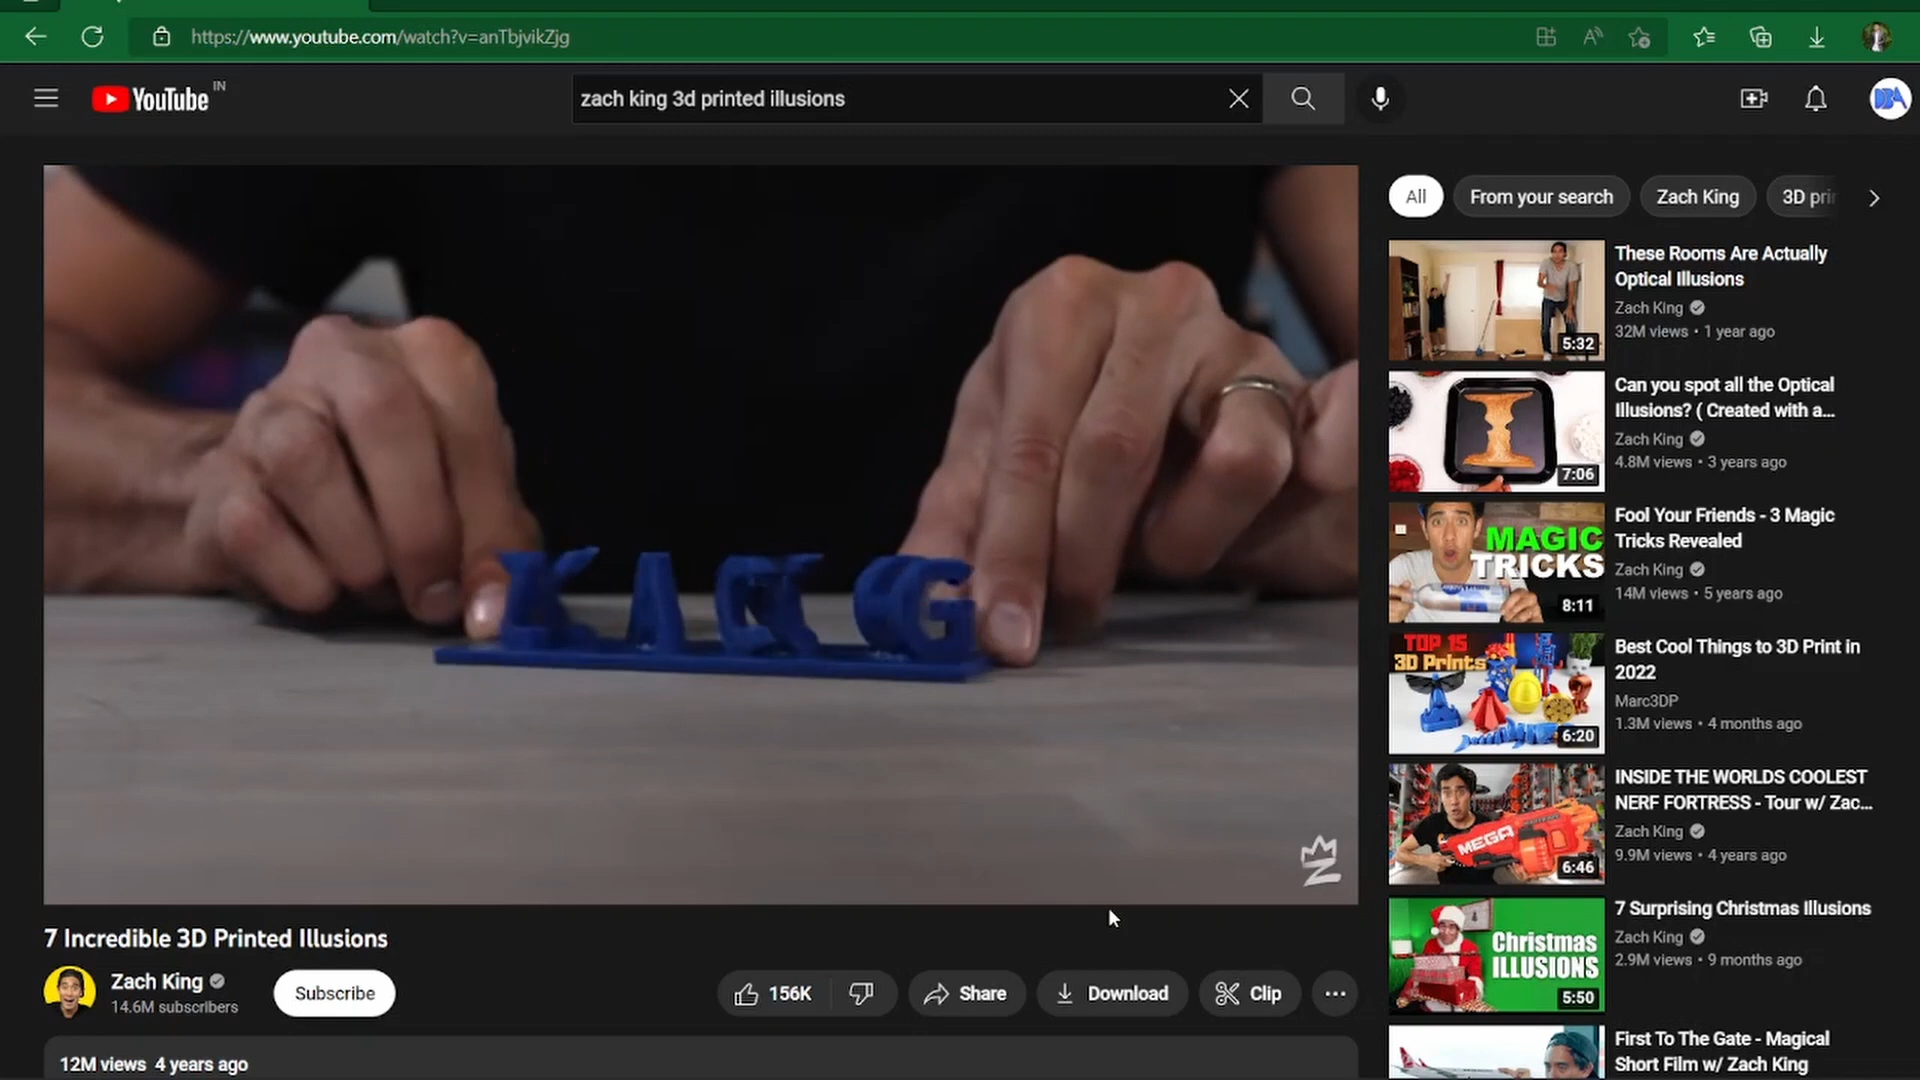 https://www.youtube.com/watch?v=anTbjvikZjg
YouTube IN
zach king 3d printed illusions
DBA
All
From your search
Zach King
3D prin
7 Incredible 3D Printed Illusions
Zach King
14.6M subscribers
Subscribe
156K
Share
Download
Clip
12M views 4 years ago
These Rooms Are Actually
Optical Illusions
Zach King
32M views • 1 year ago
5:32
Can you spot all the Optical
Illusions? ( Created with a...
Zach King
4.8M views • 3 years ago
7:06
MAGIC
TRICKS
8:11
Fool Your Friends - 3 Magic
Tricks Revealed
Zach King
14M views • 5 years ago
TOP 15
3D Prints
6:20
Best Cool Things to 3D Print in
2022
Marc3DP
1.3M views • 4 months ago
MEGA
6:46
INSIDE THE WORLDS COOLEST
NERF FORTRESS - Tour w/ Zac...
Zach King
9.9M views • 4 years ago
Christmas
ILLUSIONS
5:50
7 Surprising Christmas Illusions
Zach King
2.9M views • 9 months ago
First To The Gate - Magical
Short Film w/ Zach King